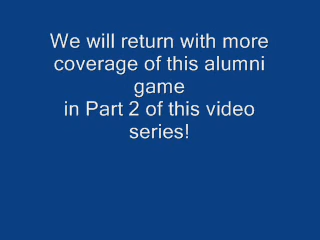 We will return with more
coverage of this alumni
game
in Part 2 of this video
series!